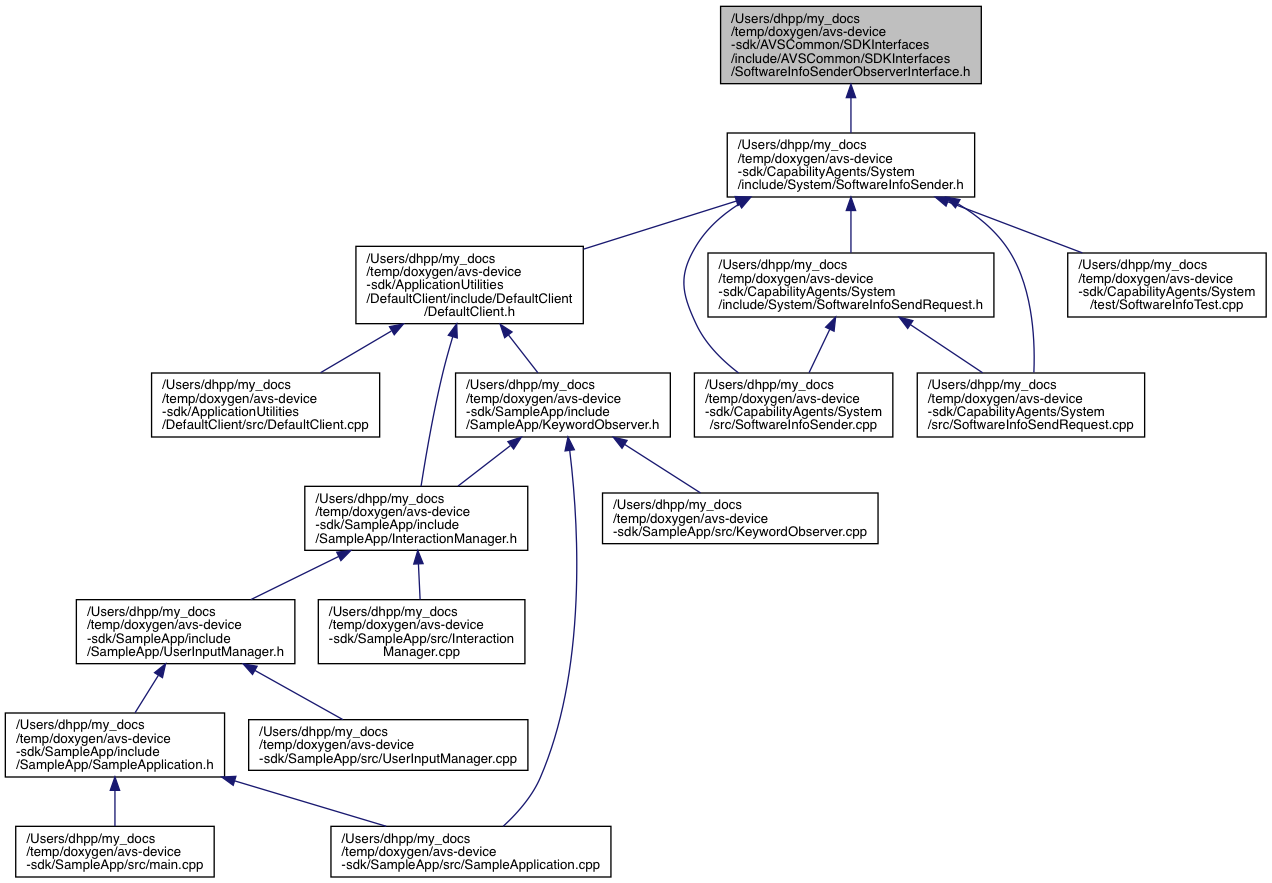 /Users/dhpp/my_docs
/temp/doxygen/avs-device
-sdk/AVSCommon/SDKInterfaces
/include/AVSCommon/SDKInterfaces
/SoftwareInfoSenderObserverInterface.h
/Users/dhpp/my_docs
/temp/doxygen/avs-device
-sdk/CapabilityAgents/System
/include/System/SoftwareInfoSender.h
/Users/dhpp/my_docs
/temp/doxygen/avs-device
-sdk/ApplicationUtilities
/DefaultClient/include/DefaultClient
/DefaultClient.h
/Users/dhpp/my_docs
/temp/doxygen/avs-device
-sdk/CapabilityAgents/System
/include/System/SoftwareInfoSendRequest.h
/Users/dhpp/my_docs
/temp/doxygen/avs-device
-sdk/CapabilityAgents/System
/test/SoftwareInfoTest.cpp
/Users/dhpp/my_docs
/temp/doxygen/avs-device
-sdk/ApplicationUtilities
/DefaultClient/src/DefaultClient.cpp
/Users/dhpp/my_docs
/temp/doxygen/avs-device
-sdk/SampleApp/include
/SampleApp/KeywordObserver.h
/Users/dhpp/my_docs
/temp/doxygen/avs-device
-sdk/CapabilityAgents/System
/src/SoftwareInfoSender.cpp
/Users/dhpp/my_docs
/temp/doxygen/avs-device
-sdk/CapabilityAgents/System
/src/SoftwareInfoSendRequest.cpp
/Users/dhpp/my_docs
/temp/doxygen/avs-device
-sdk/SampleApp/include
/SampleApp/InteractionManager.h
/Users/dhpp/my_docs
/temp/doxygen/avs-device
-sdk/SampleApp/src/KeywordObserver.cpp
/Users/dhpp/my_docs
/temp/doxygen/avs-device
-sdk/SampleApp/include
/SampleApp/UserInputManager.h
/Users/dhpp/my_docs
/temp/doxygen/avs-device
-sdk/SampleApp/src/Interaction
Manager.cpp
/Users/dhpp/my_docs
/temp/doxygen/avs-device
-sdk/SampleApp/include
/SampleApp/SampleApplication.h
/Users/dhpp/my_docs
/temp/doxygen/avs-device
-sdk/SampleApp/src/UserInputManager.cpp
/Users/dhpp/my_docs
/temp/doxygen/avs-device
-sdk/SampleApp/src/main.cpp
/Users/dhpp/my_docs
/temp/doxygen/avs-device
-sdk/SampleApp/src/SampleApplication.cpp